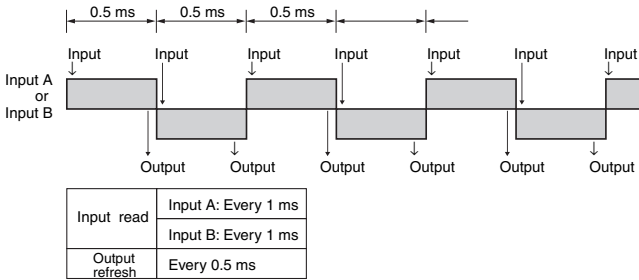 0.5 ms 0.5 ms 0.5 ms
Input Input Input Input Input Input Input
Input A
or
Input B
Output Output Output Output Output Output
Input read
Input A: Every 1 ms
Input B: Every 1 ms
Output
refresh
Every 0.5 ms